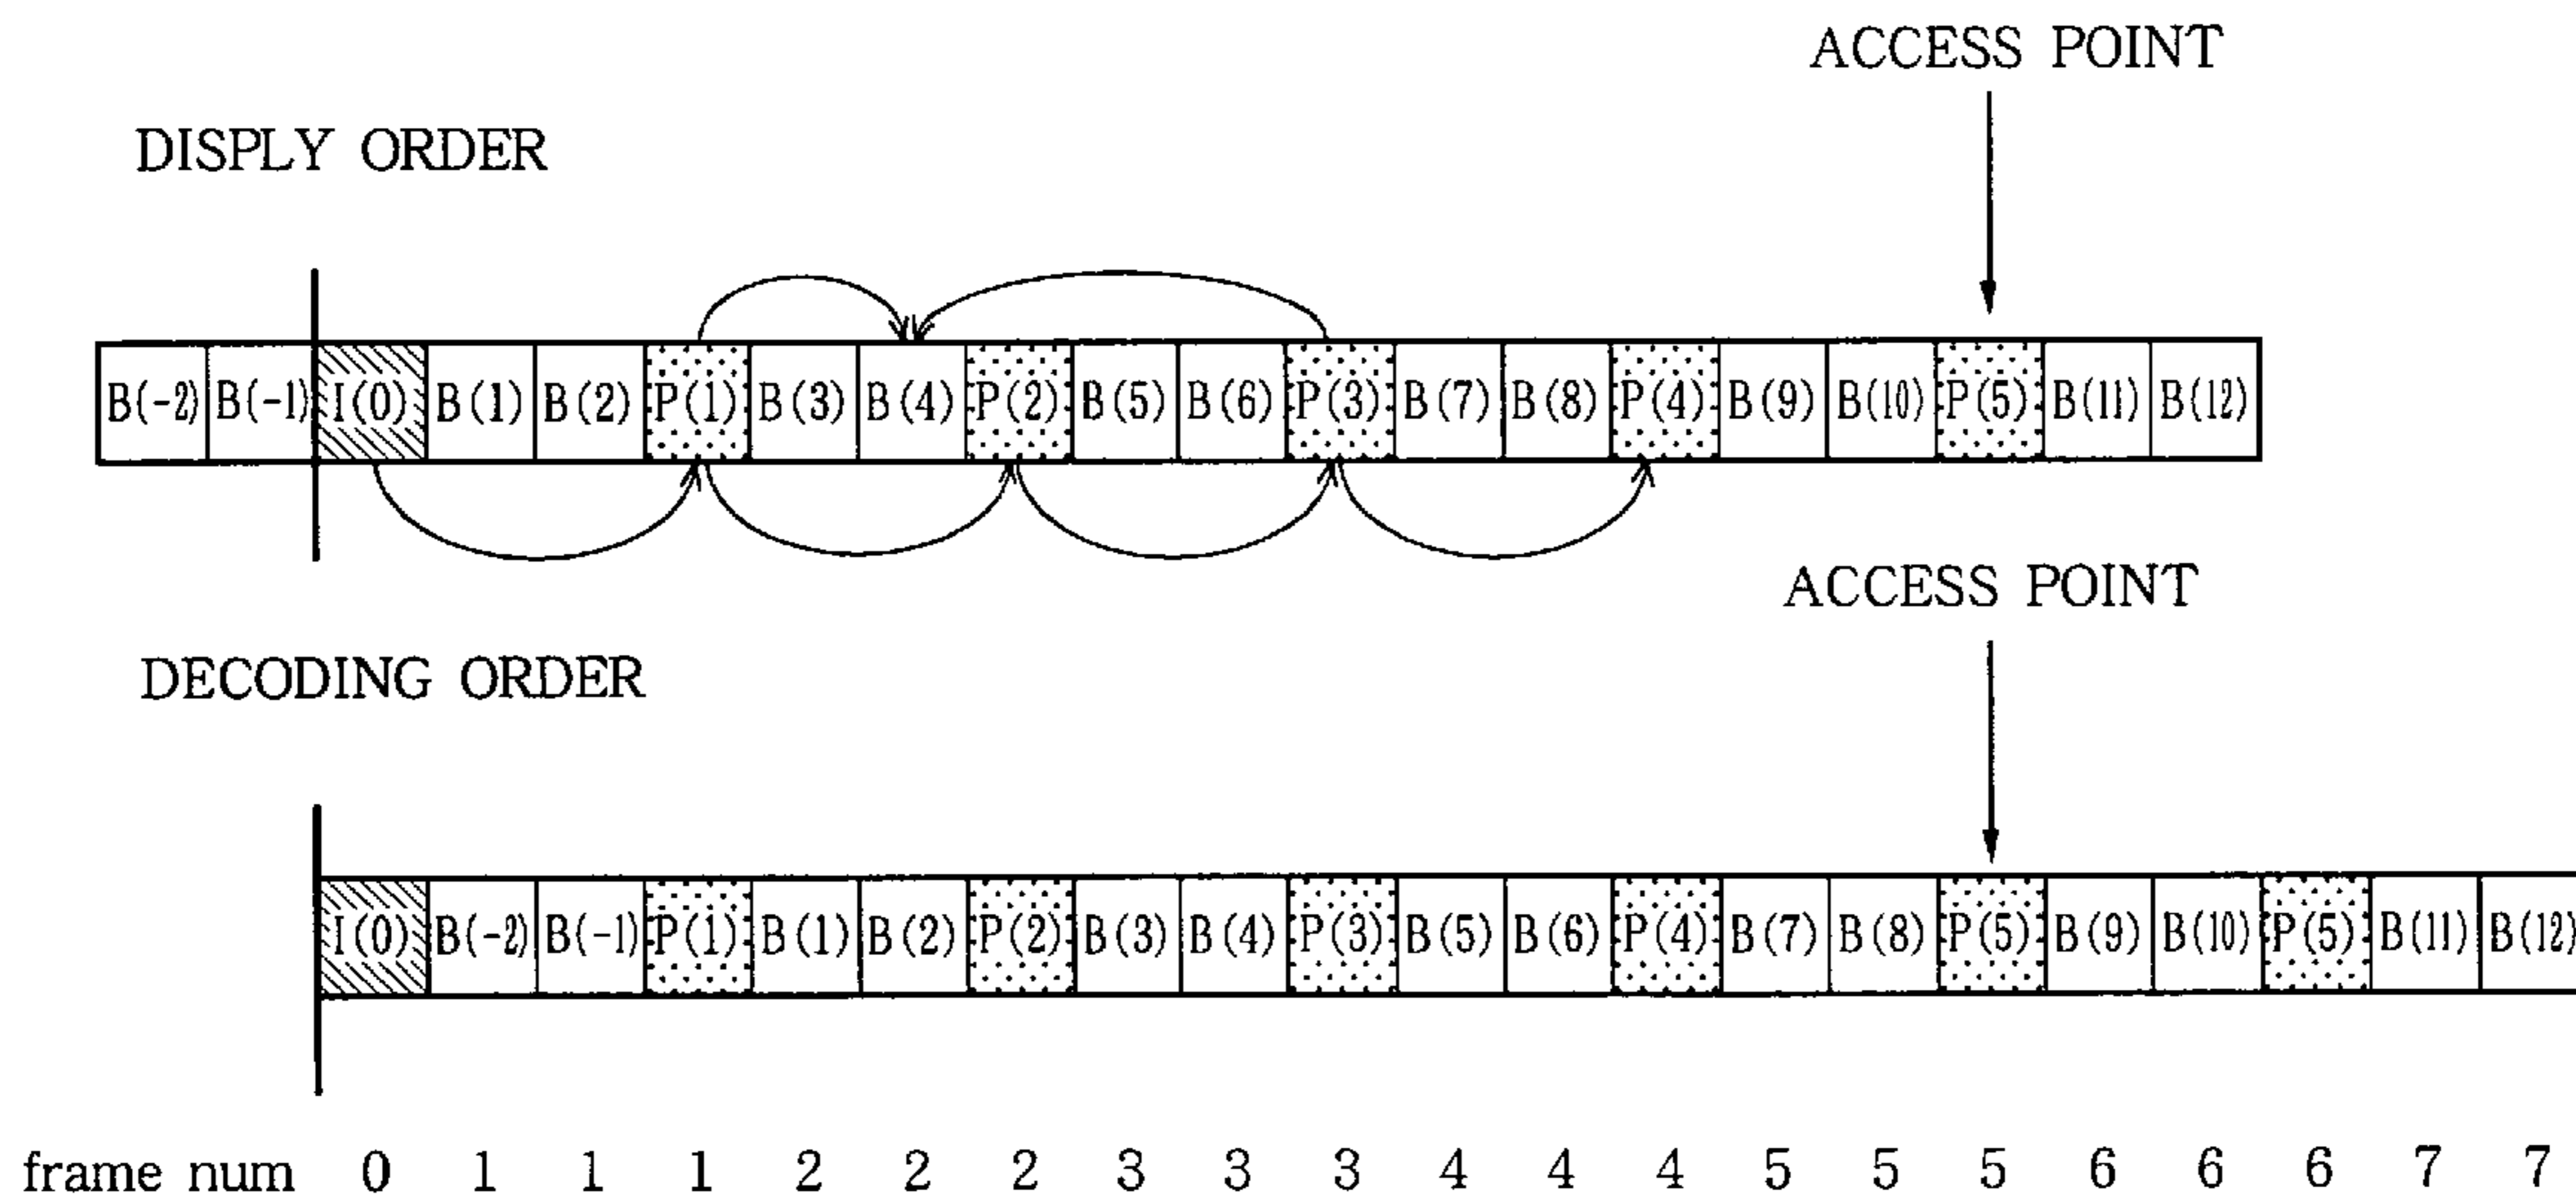 ACCESS POINT
DISPLY ORDER
B(-2) B(-1) I(0) B(1) B(2) P(1) B(3) B(4) P(2) B(5) B(6) P(3) B(7) B(8) P(4) B(9) B(10) P(5) B(11) B(12)
ACCESS POINT
DECODING ORDER
I(0) B(-2) B(-1) P(1) B(1) B(2) P(2) B(3) B(4) P(3) B(5) B(6) P(4) B(7) B(8) P(5) B(9) B(10) P(5) B(11) B(12)
frame num 0 1 1 1 2 2 2 3 3 3 4 4 4 5 5 5 6 6 6 7 7